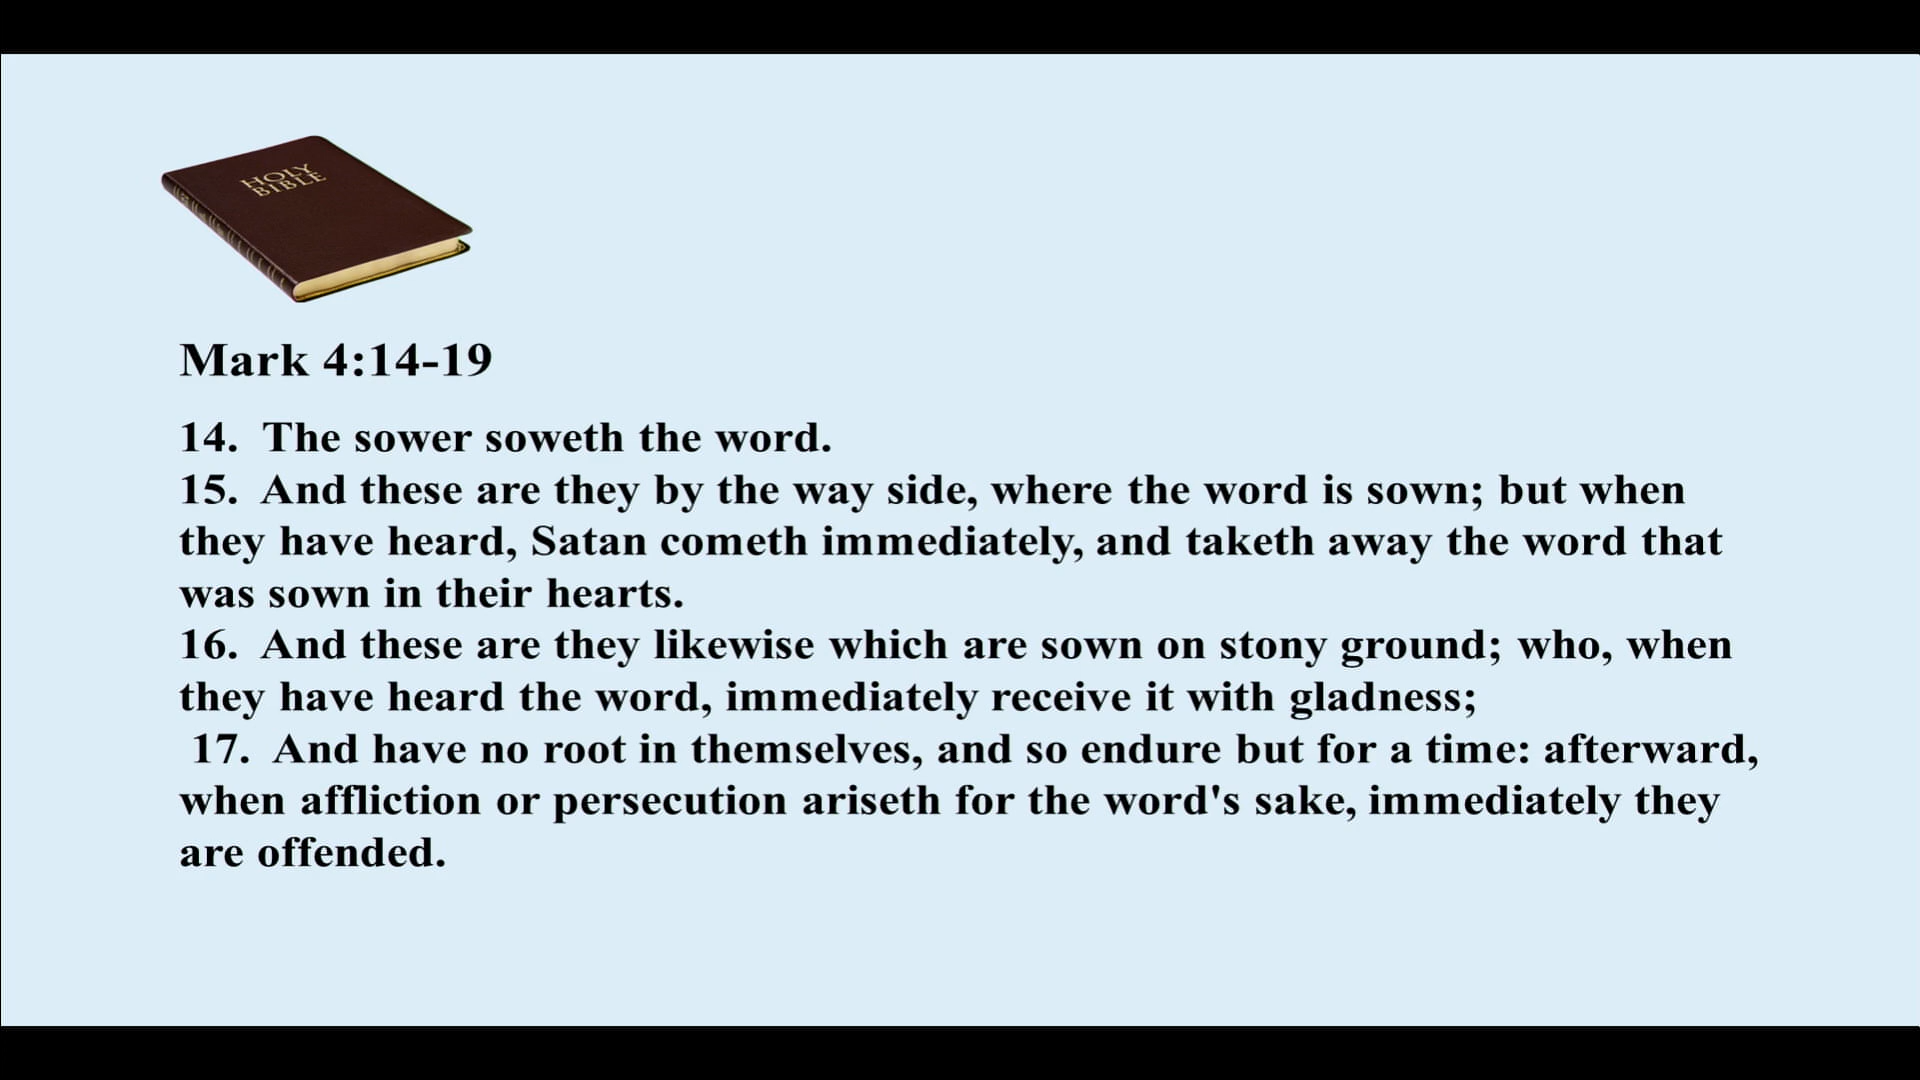 HOLY
BIBLE
Mark 4:14-19
14.  The sower soweth the word.
15.  And these are they by the way side, where the word is sown; but when
they have heard, Satan cometh immediately, and taketh away the word that
was sown in their hearts.
16.  And these are they likewise which are sown on stony ground; who, when
they have heard the word, immediately receive it with gladness;
17.  And have no root in themselves, and so endure but for a time: afterward,
when affliction or persecution ariseth for the word's sake, immediately they
are offended.